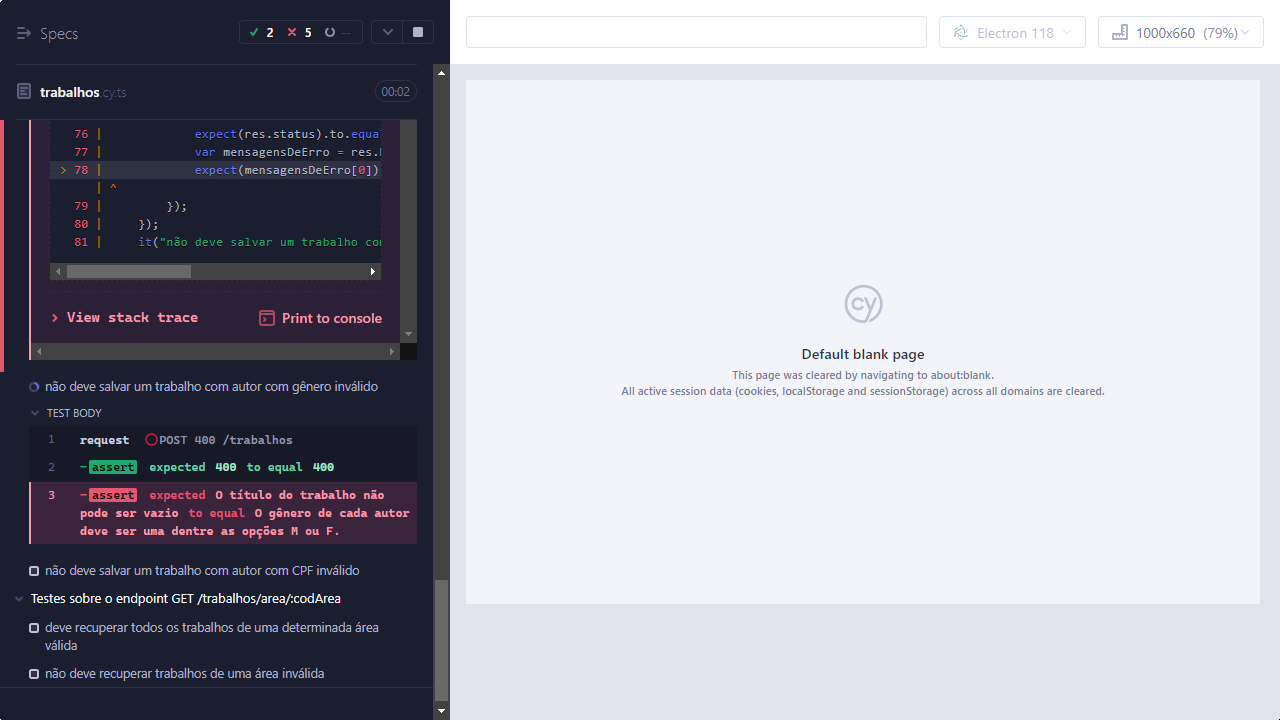 Specs
2
5
--
trabalhos cy.ts
00:02
76 | expect(res.status).to.equa
77 | var mensagensDeErro = res.
> 78 | expect(mensagensDeErro[0])
| ^
79 | });
80 | });
81 | it("não deve salvar um trabalho co
View stack trace
Print to console
não deve salvar um trabalho com autor com gênero inválido
TEST BODY
1 request POST 400 /trabalhos
2 -assert expected 400 to equal 400
3 -assert expected O título do trabalho não
pode ser vazio to equal O gênero de cada autor
deve ser uma dentre as opções M ou F.
não deve salvar um trabalho com autor com CPF inválido
Testes sobre o endpoint GET /trabalhos/area/:codArea
deve recuperar todos os trabalhos de uma determinada área
válida
não deve recuperar trabalhos de uma área inválida
Electron 118
1000x660 (79%)
cy
Default blank page
This page was cleared by navigating to about:blank.
All active session data (cookies, localStorage and sessionStorage) across all domains are cleared.